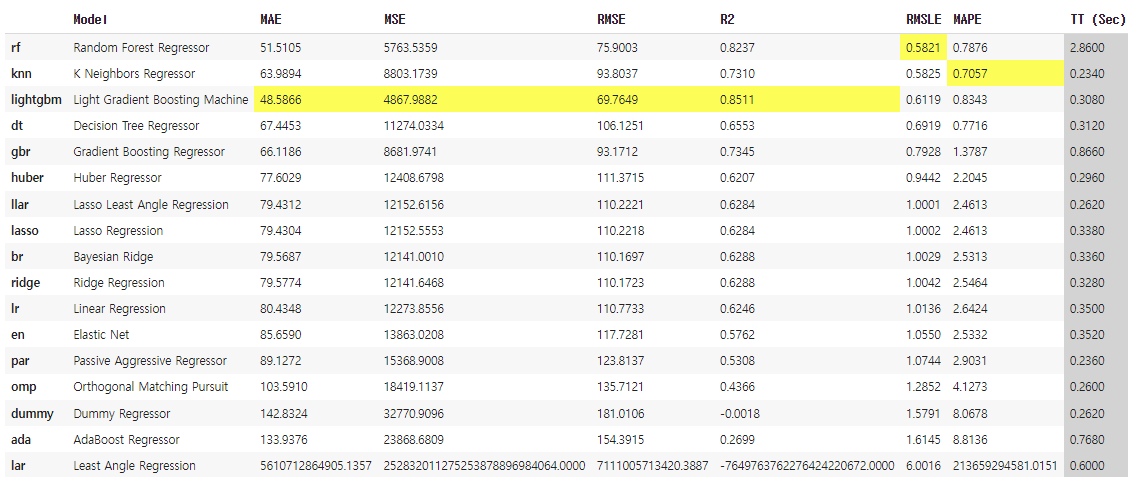 Model MAE MSE RMSE R2 RMSLE MAPE TT (Sec)
rf Random Forest Regressor 51.5105 5763.5359 75.9003 0.8237 0.5821 0.7876 2.8600
knn K Neighbors Regressor 63.9894 8803.1739 93.8037 0.7310 0.5825 0.7057 0.2340
lightgbm Light Gradient Boosting Machine 48.5866 4867.9882 69.7649 0.8511 0.6119 0.8343 0.3080
dt Decision Tree Regressor 67.4453 11274.0334 106.1251 0.6553 0.6919 0.7716 0.3120
gbr Gradient Boosting Regressor 66.1186 8681.9741 93.1712 0.7345 0.7928 1.3787 0.8660
huber Huber Regressor 77.6029 12408.6798 111.3715 0.6207 0.9442 2.2045 0.2960
llar Lasso Least Angle Regression 79.4312 12152.6156 110.2221 0.6284 1.0001 2.4613 0.2620
lasso Lasso Regression 79.4304 12152.5553 110.2218 0.6284 1.0002 2.4613 0.3380
br Bayesian Ridge 79.5687 12141.0010 110.1697 0.6288 1.0029 2.5313 0.3360
ridge Ridge Regression 79.5774 12141.6468 110.1723 0.6288 1.0042 2.5464 0.3280
lr Linear Regression 80.4348 12273.8556 110.7733 0.6246 1.0136 2.6424 0.3500
en Elastic Net 85.6590 13863.0208 117.7281 0.5762 1.0550 2.5332 0.3520
par Passive Aggressive Regressor 89.1272 15368.9008 123.8137 0.5308 1.0744 2.9031 0.2360
omp Orthogonal Matching Pursuit 103.5910 18419.1137 135.7121 0.4366 1.2852 4.1273 0.2600
dummy Dummy Regressor 142.8324 32770.9096 181.0106 -0.0018 1.5791 8.0678 0.2620
ada AdaBoost Regressor 133.9376 23868.6809 154.3915 0.2699 1.6145 8.8136 0.7680
lar Least Angle Regression 5610712864905.1357 252832011275253878896984064.0000 7111005713420.3887 -7649763762276424220672.0000 6.0016 213659294581.0151 0.6000